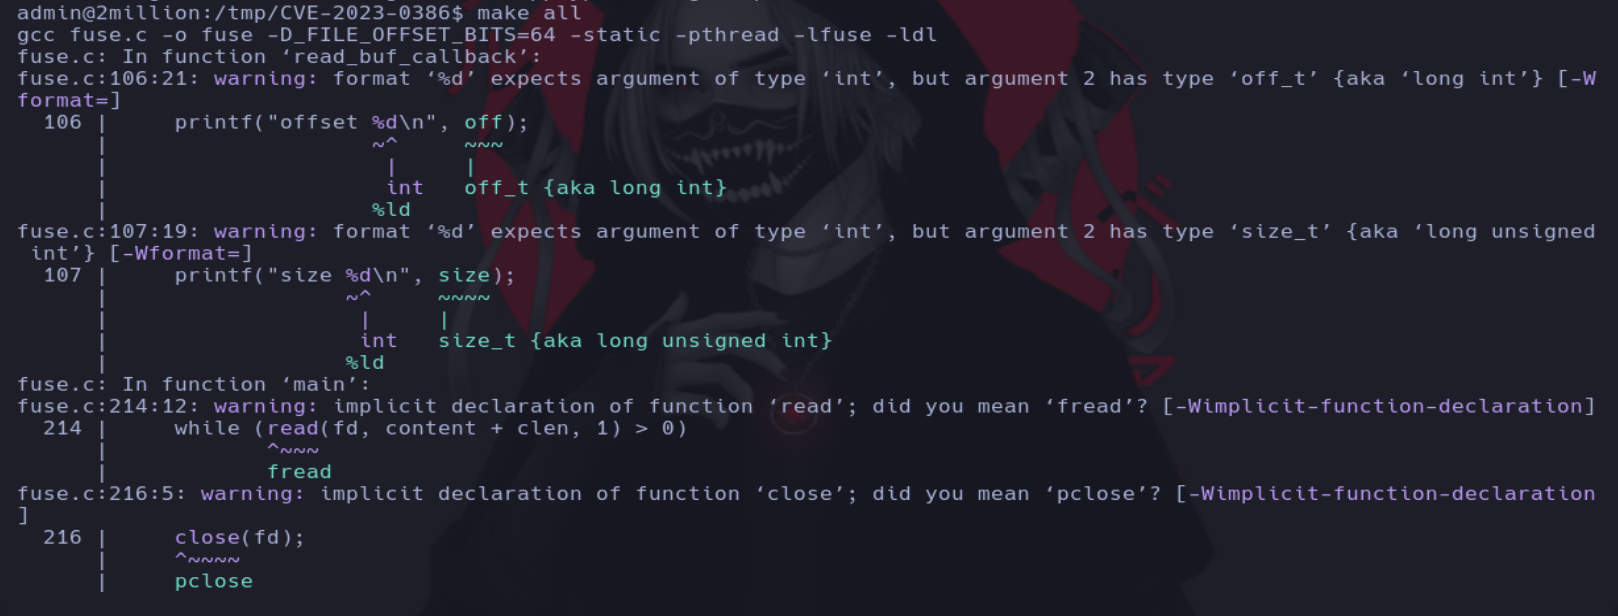 admin@2million:/tmp/CVE-2023-0386$ make all
gcc fuse.c -o fuse -D_FILE_OFFSET_BITS=64 -static -pthread -lfuse -ldl
fuse.c: In function ‘read_buf_callback’:
fuse.c:106:21: warning: format ‘%d’ expects argument of type ‘int’, but argument 2 has type ‘off_t’ {aka ‘long int’} [-W
format=]
  106 |     printf("offset %d\n", off);
      |                    ~^     ~~~
      |                     |     |
      |                     int   off_t {aka long int}
      |                    %ld
fuse.c:107:19: warning: format ‘%d’ expects argument of type ‘int’, but argument 2 has type ‘size_t’ {aka ‘long unsigned
 int’} [-Wformat=]
  107 |     printf("size %d\n", size);
      |                  ~^     ~~~~
      |                   |     |
      |                   int   size_t {aka long unsigned int}
      |                  %ld
fuse.c: In function ‘main’:
fuse.c:214:12: warning: implicit declaration of function ‘read’; did you mean ‘fread’? [-Wimplicit-function-declaration]
  214 |     while (read(fd, content + clen, 1) > 0)
      |            ^~~~
      |            fread
fuse.c:216:5: warning: implicit declaration of function ‘close’; did you mean ‘pclose’? [-Wimplicit-function-declaration
]
  216 |     close(fd);
      |     ^~~~~
      |     pclose